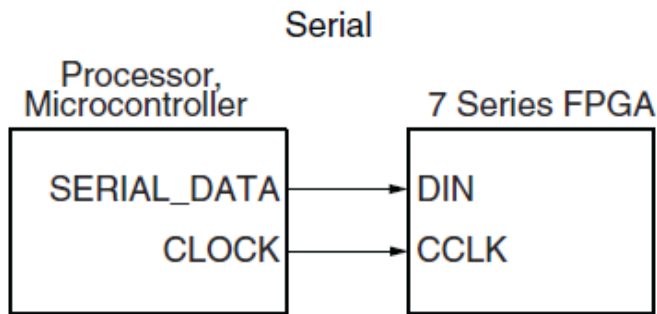 Serial
Processor,
Microcontroller
7 Series FPGA
SERIAL_DATA
DIN
CLOCK
CCLK